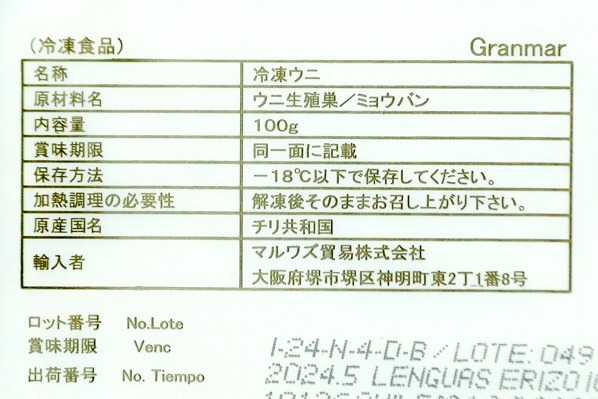 (冷凍食品) Granmar
名称 冷凍ウニ
原材料名 ウニ生殖巣／ミョウバン
内容量 100g
賞味期限 同一面に記載
保存方法 －18℃以下で保存してください。
加熱調理の必要性 解凍後そのままお召し上がり下さい。
原産国名 チリ共和国
輸入者 マルワズ貿易株式会社
大阪府堺市堺区神明町東2丁1番8号
ロット番号 No.Lote
賞味期限 Venc
出荷番号 No. Tiempo
1-24-N-4-D-B / LOTE: 049
2024.5 LENGUAS ERIZO